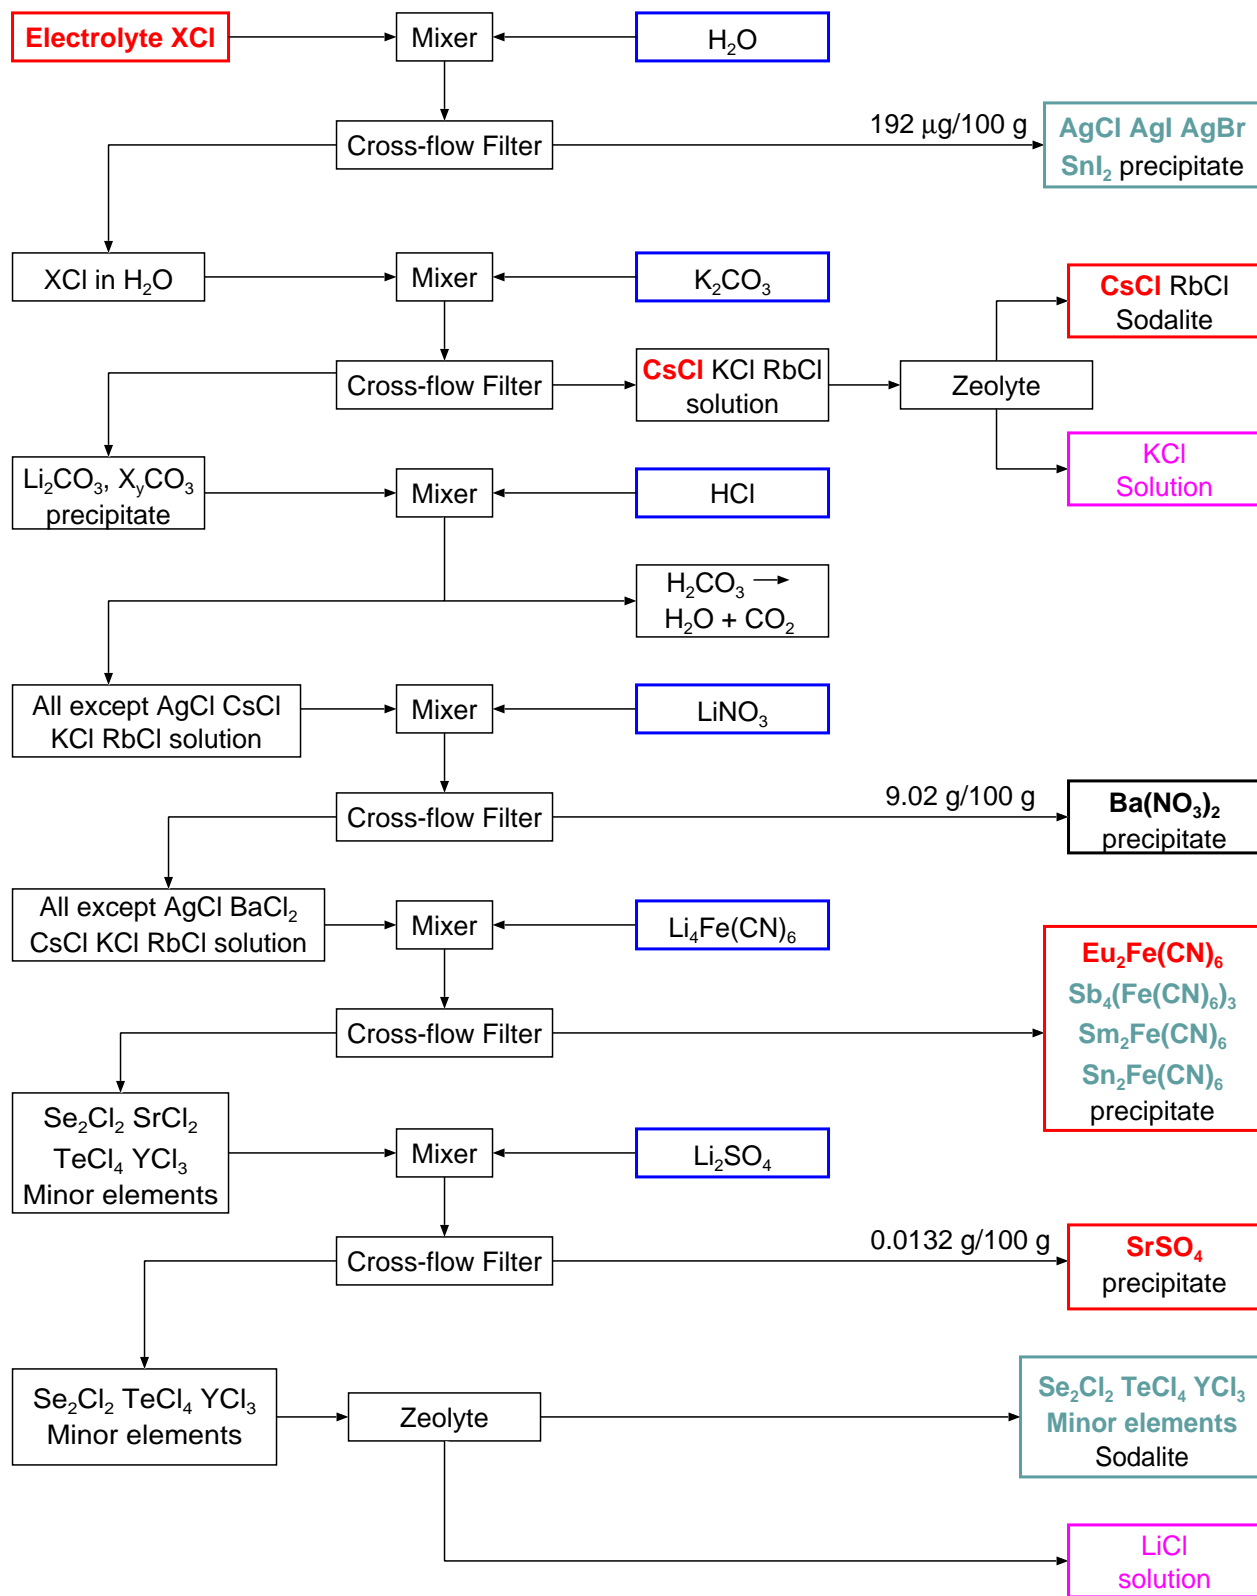 Electrolyte XCl
Mixer
H₂O
Cross-flow Filter
192 μg/100 g
AgCl AgI AgBr
SnI₂ precipitate
XCl in H₂O
Mixer
K₂CO₃
CsCl RbCl
Sodalite
Cross-flow Filter
CsCl KCl RbCl
solution
Zeolyte
KCl
Solution
Li₂CO₃, XᵧCO₃
precipitate
Mixer
HCl
H₂CO₃ →
H₂O + CO₂
All except AgCl CsCl
KCl RbCl solution
Mixer
LiNO₃
Cross-flow Filter
9.02 g/100 g
Ba(NO₃)₂
precipitate
All except AgCl BaCl₂
CsCl KCl RbCl solution
Mixer
Li₄Fe(CN)₆
Cross-flow Filter
Eu₂Fe(CN)₆
Sb₄(Fe(CN)₆)₃
Sm₂Fe(CN)₆
Sn₂Fe(CN)₆
precipitate
Se₂Cl₂ SrCl₂
TeCl₄ YCl₃
Minor elements
Mixer
Li₂SO₄
Cross-flow Filter
0.0132 g/100 g
SrSO₄
precipitate
Se₂Cl₂ TeCl₄ YCl₃
Minor elements
Zeolyte
Se₂Cl₂ TeCl₄ YCl₃
Minor elements
Sodalite
LiCl
solution